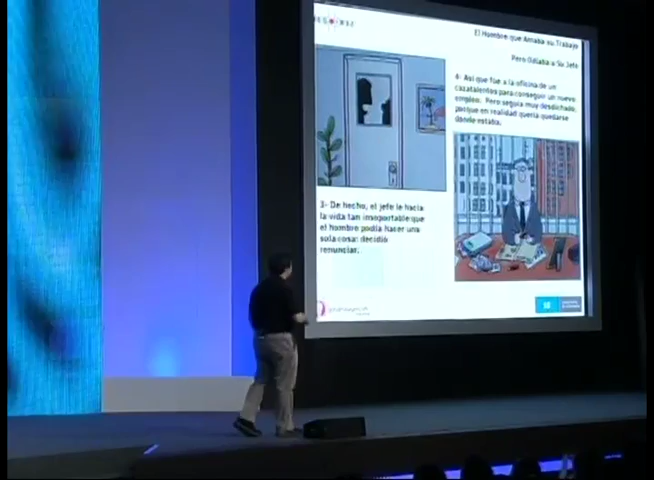 El Hombre que Amaba su Trabajo
Pero Odiaba a Su Jefe
4- Así que fue a la oficina de un
cazatalentos para conseguir un nuevo
empleo. Pero seguía muy desdichado,
porque en realidad quería quedarse
donde estaba.
3- De hecho, el jefe le hacía
la vida tan insoportable que
el hombre podía hacer una
sola cosa: decidió
renunciar.